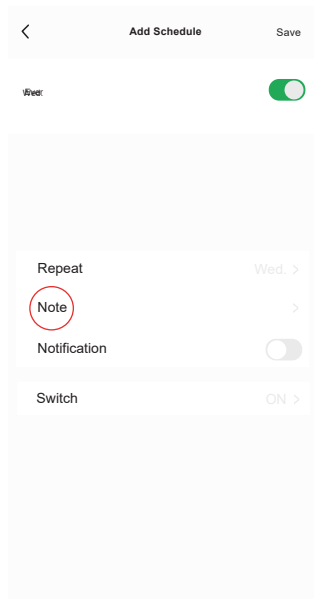 Add Schedule Save
Repeat Wed. >
Note >
Notification
Switch ON >